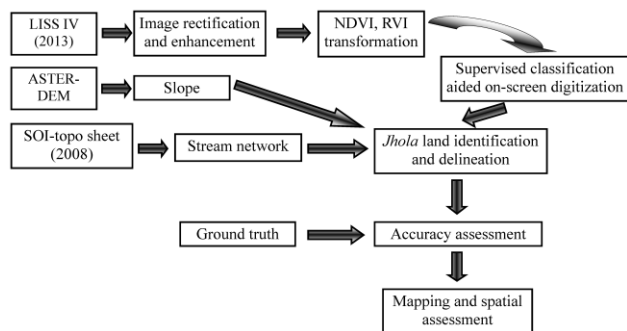 LISS IV
(2013)
Image rectification
and enhancement
NDVI, RVI
transformation
Supervised classification
aided on-screen digitization
ASTER-
DEM
Slope
SOI-topo sheet
(2008)
Stream network
Jhola land identification
and delineation
Ground truth
Accuracy assessment
Mapping and spatial
assessment